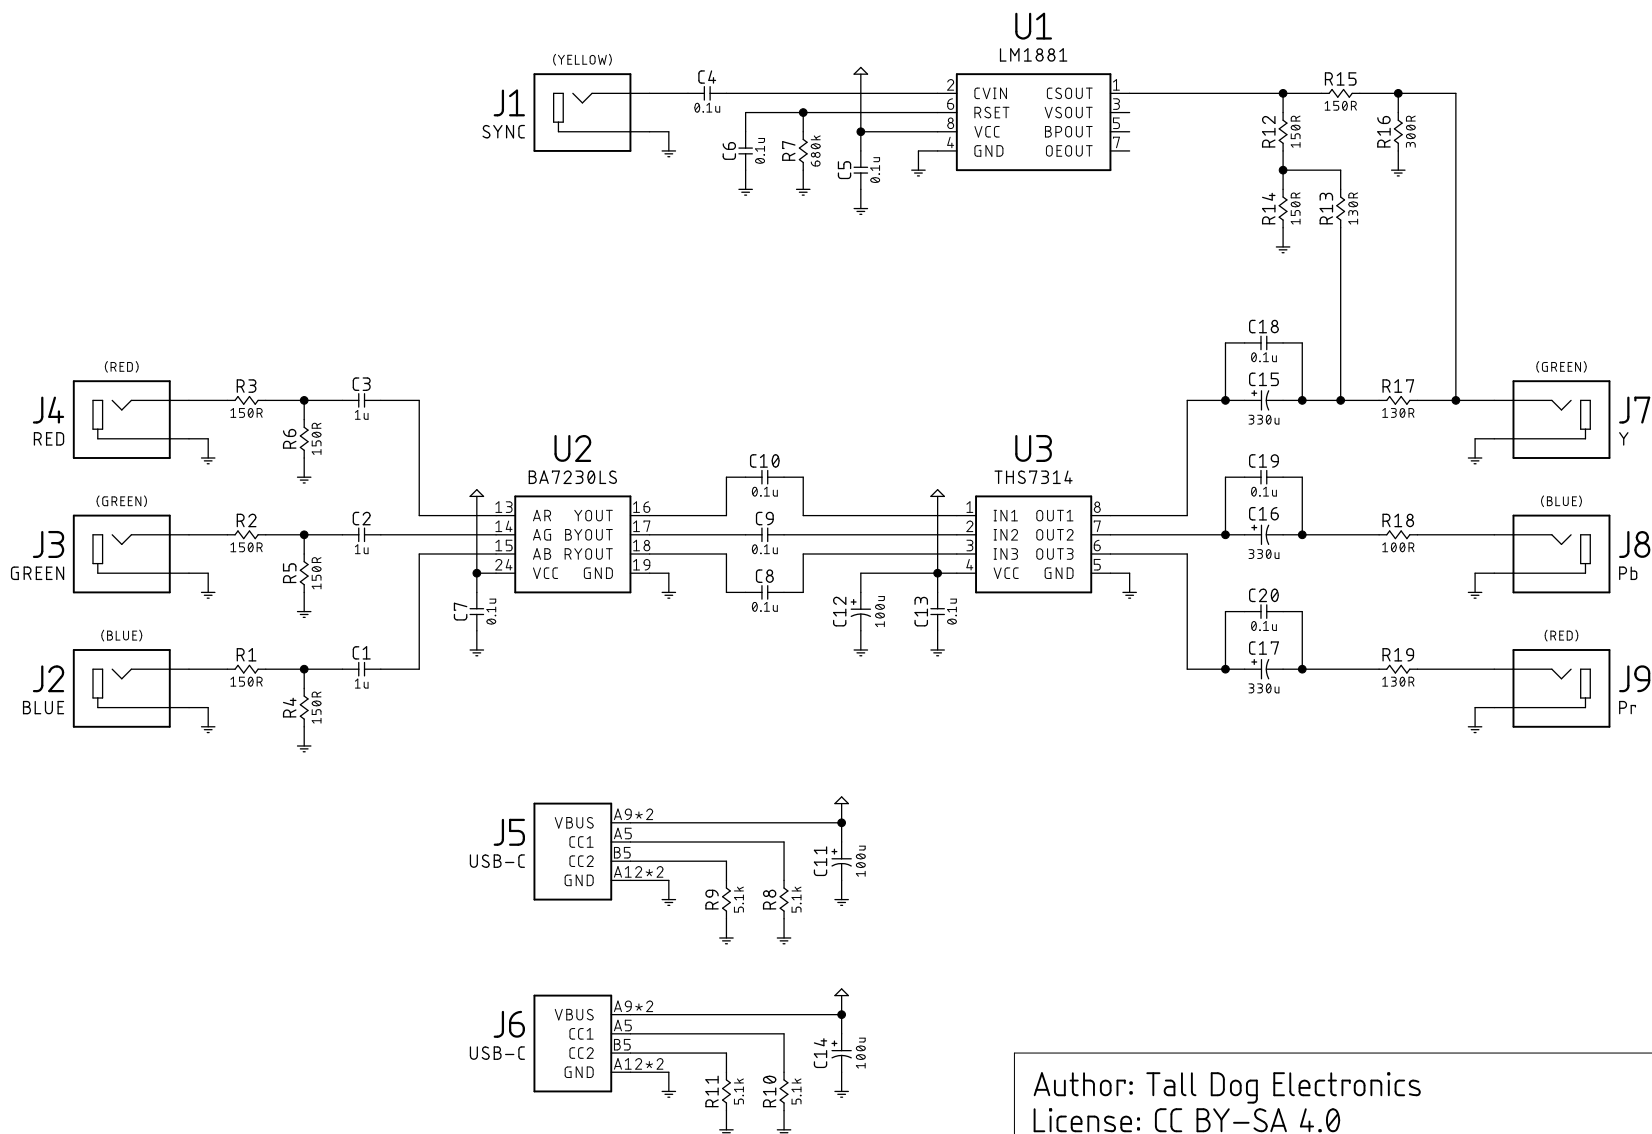 U1
LM1881
(YELLOW)
J1
SYNC
C4
0.1u
2 CVIN CSOUT 1
6 RSET VSOUT 3
8 VCC BPOUT 5
4 GND OEOUT 7
C6
0.1u
R7
680k
C5
0.1u
R15
150R
R12
150R
R16
300R
R14
150R
R13
130R
(RED)
J4
RED
R3
150R
R6
150R
C3
1u
(GREEN)
J3
GREEN
R2
150R
R5
150R
C2
1u
(BLUE)
J2
BLUE
R1
150R
R4
150R
C1
1u
U2
BA7230LS
13 AR YOUT 16
14 AG BYOUT 17
15 AB RYOUT 18
24 VCC GND 19
C7
0.1u
C10
0.1u
C9
0.1u
C8
0.1u
U3
THS7314
1 IN1 OUT1 8
2 IN2 OUT2 7
3 IN3 OUT3 6
4 VCC GND 5
C12
+
100u
C13
0.1u
C18
0.1u
C15
+
330u
R17
130R
(GREEN)
J7
Y
C19
0.1u
C16
+
330u
R18
100R
(BLUE)
J8
Pb
C20
0.1u
C17
+
330u
R19
130R
(RED)
J9
Pr
J5
USB-C
VBUS A9*2
CC1 A5
CC2 B5
GND A12*2
R9
5.1k
R8
5.1k
C11
+
100u
J6
USB-C
VBUS A9*2
CC1 A5
CC2 B5
GND A12*2
R11
5.1k
R10
5.1k
C14
+
100u
Author: Tall Dog Electronics
License: CC BY-SA 4.0